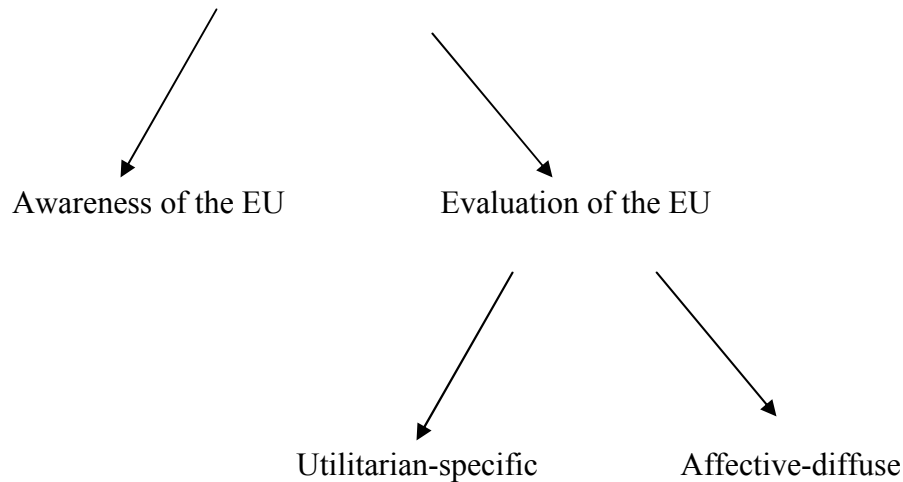 Awareness of the EU Evaluation of the EU
Utilitarian-specific Affective-diffuse